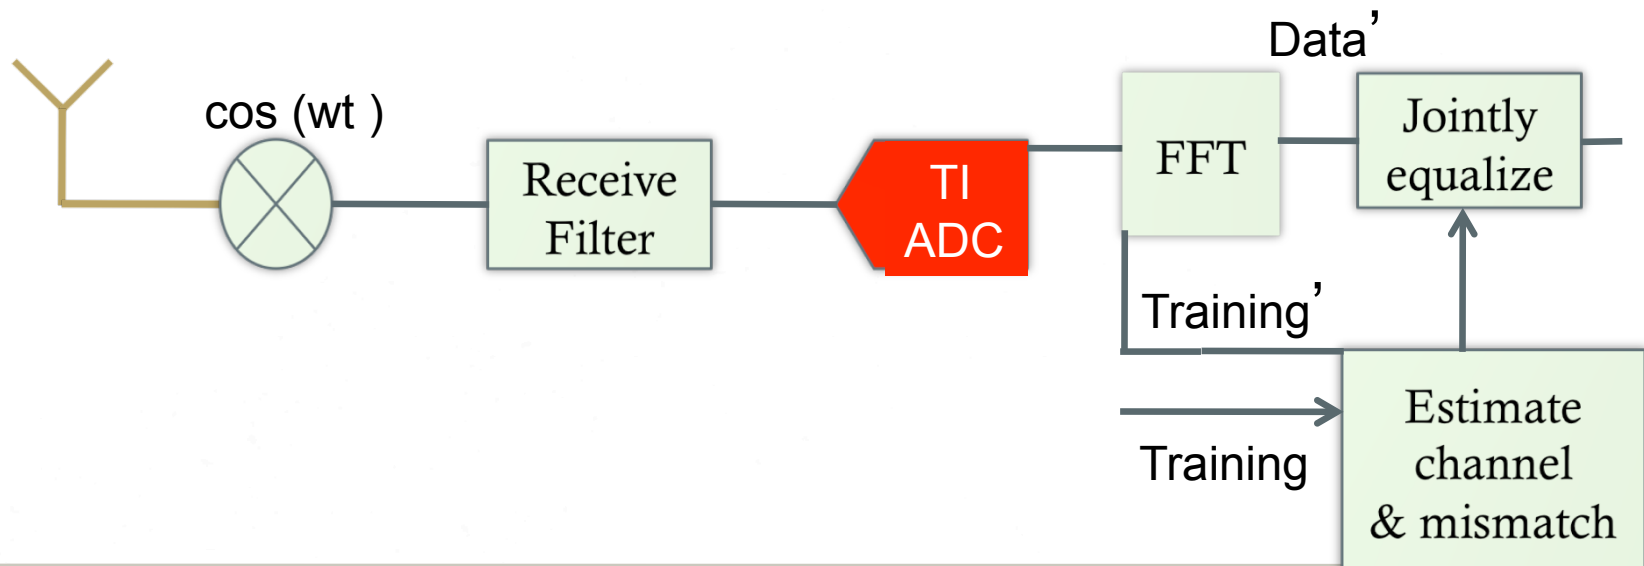 cos (wt )
Receive
Filter
TI
ADC
FFT
Data’
Jointly
equalize
Training’
Training
Estimate
channel
& mismatch